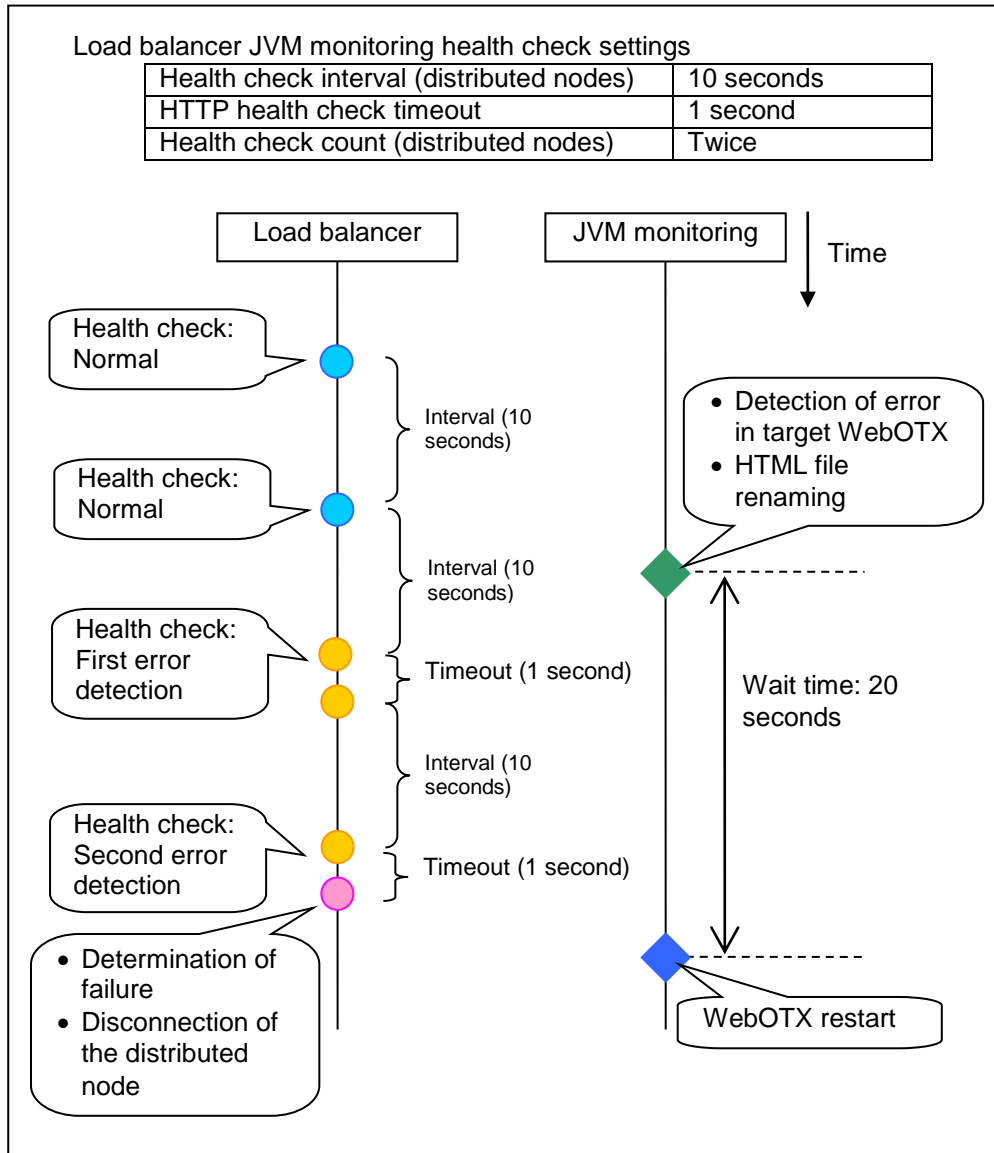 Load balancer JVM monitoring health check settings
Health check interval (distributed nodes) 10 seconds
HTTP health check timeout 1 second
Health check count (distributed nodes) Twice
Load balancer
JVM monitoring
Time
Health check:
Normal
Interval (10
seconds)
• Detection of error
in target WebOTX
• HTML file
renaming
Health check:
Normal
Interval (10
seconds)
Health check:
First error
detection
Timeout (1 second)
Wait time: 20
seconds
Interval (10
seconds)
Health check:
Second error
detection
Timeout (1 second)
• Determination of
failure
• Disconnection of
the distributed
node
WebOTX restart